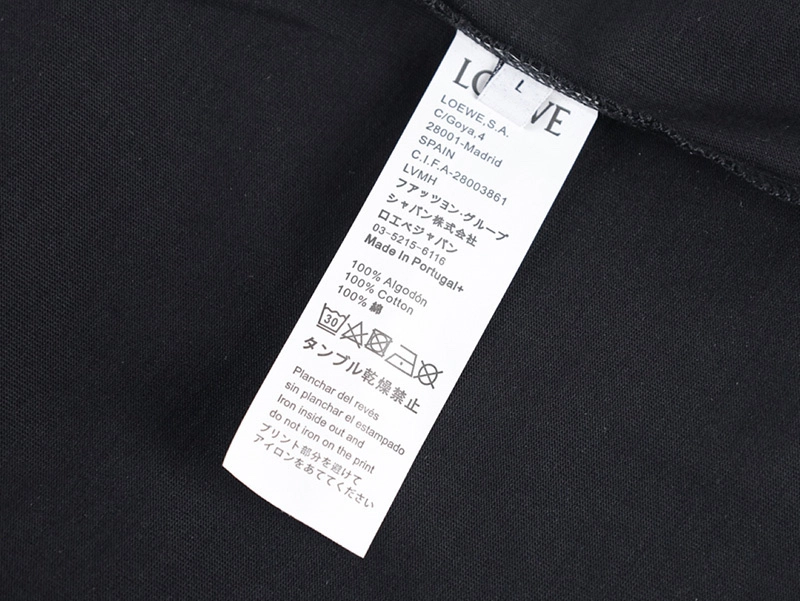 LOEWE
L
LOEWE,S.A.
C/Goya,4
28001-Madrid
SPAIN
C.I.F.A-28003861
LVMH
フアッツョン·グループ
シャパン株式会社
ロエベジャパン
03-5215-6116
Made In Portugal+
100% Algodón
100% Cotton
100% 綿
30
タンブル乾燥禁止
Planchar del revés
sin planchar el estampado
Iron inside out and
do not iron on the print
プリント部分を避けて
アイロンをあててください